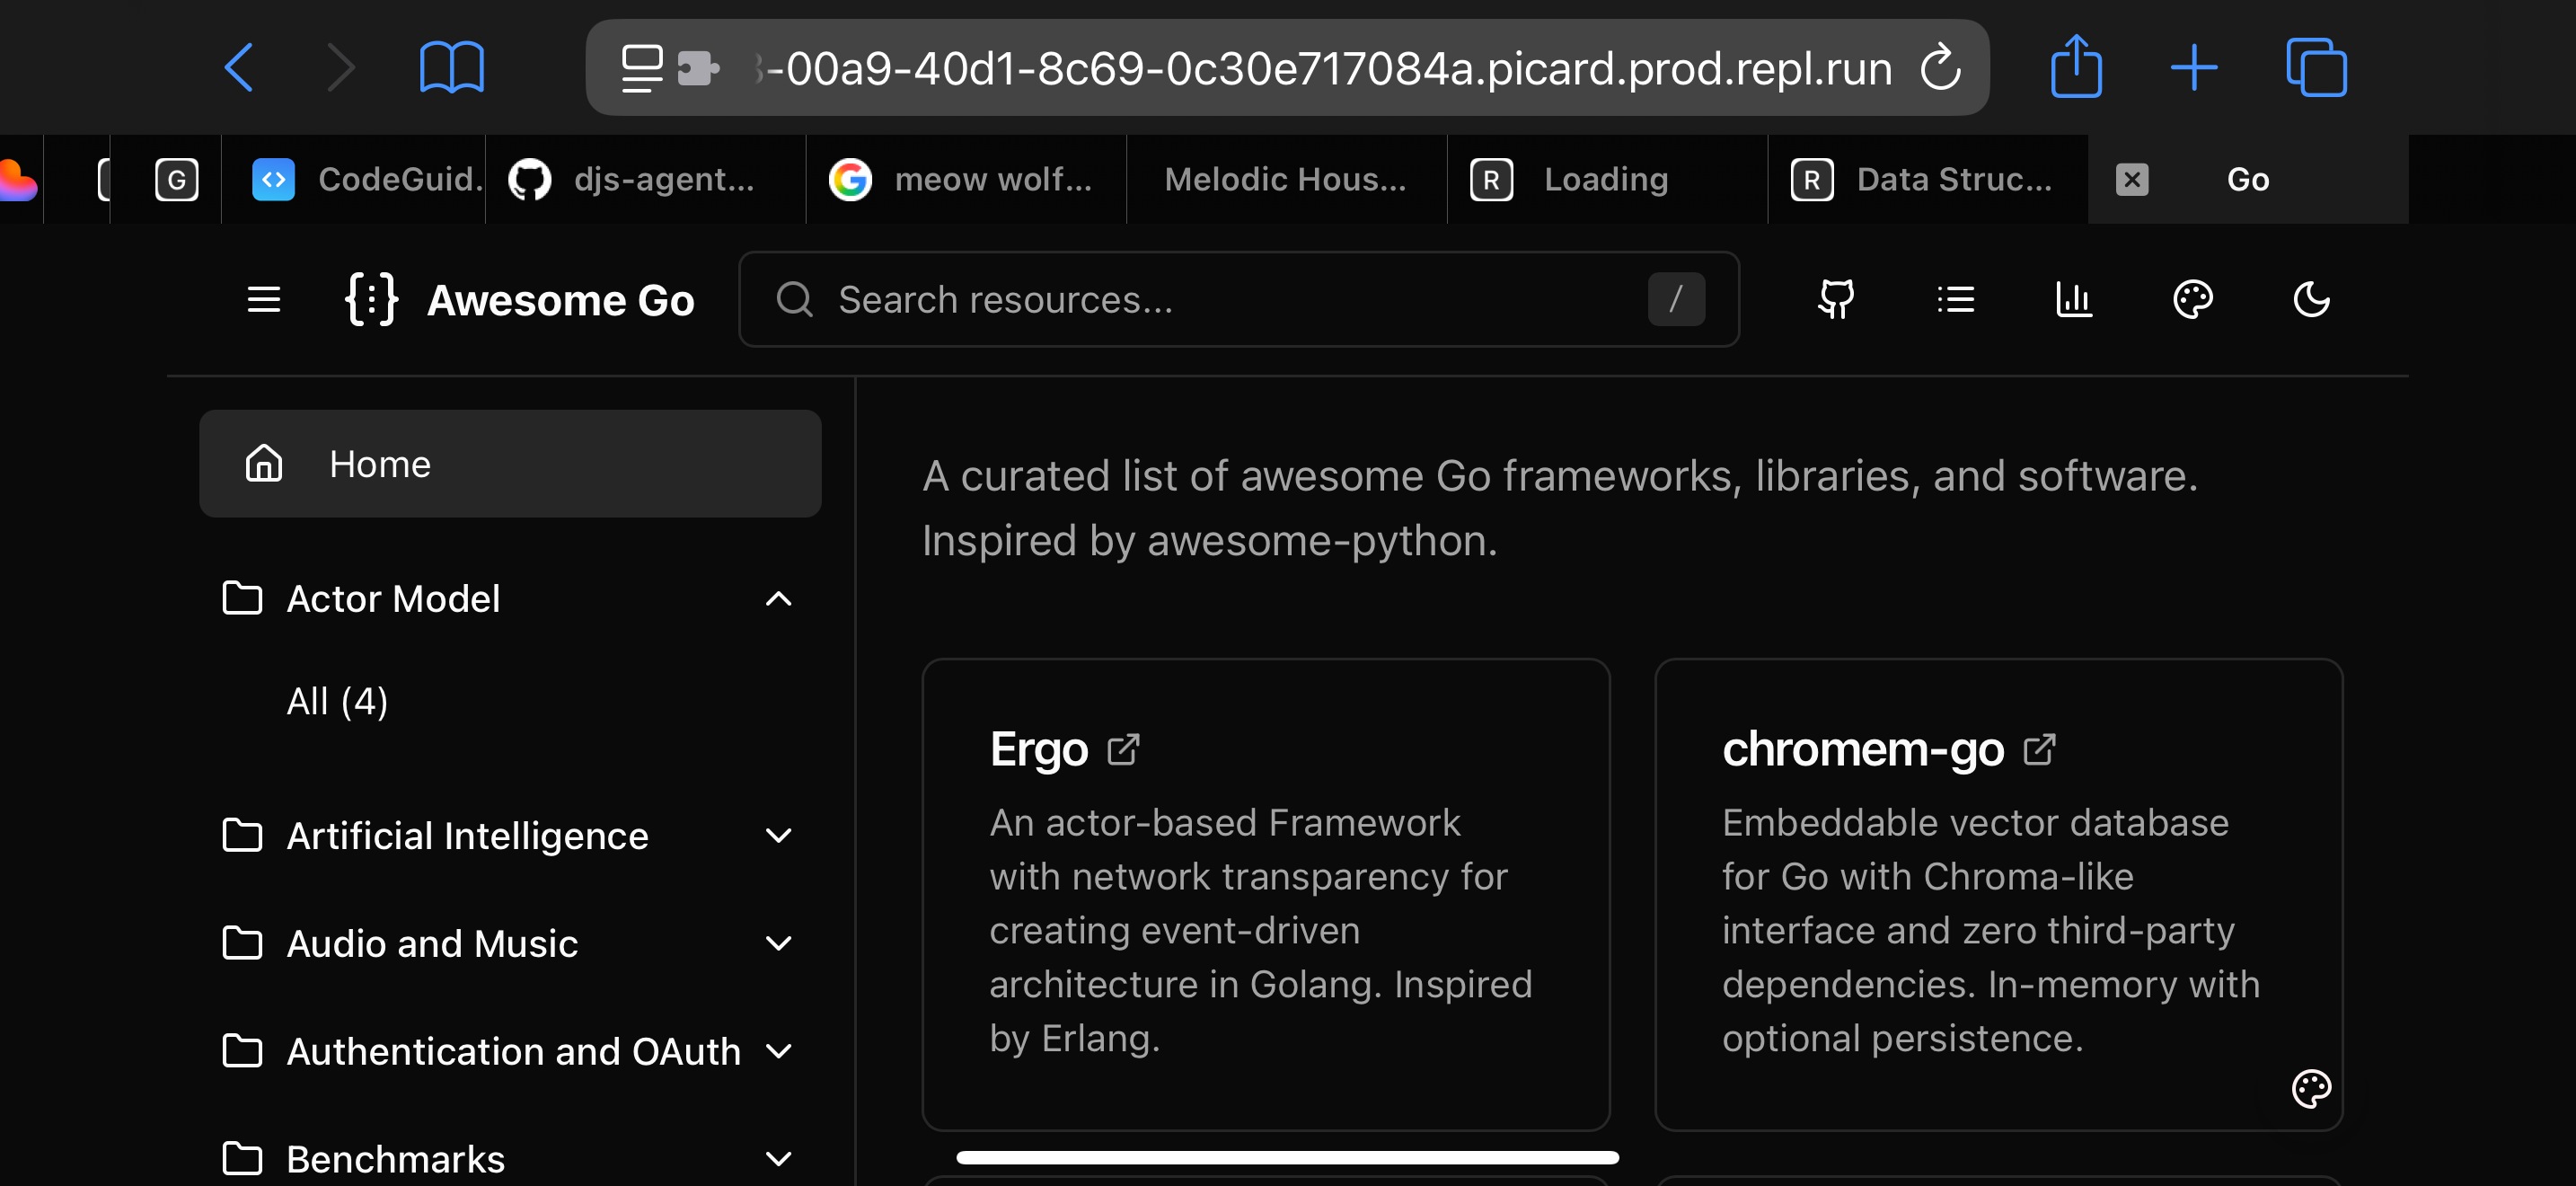 -00a9-40d1-8c69-0c30e717084a.picard.prod.repl.run
G
CodeGuid.
djs-agent...
meow wolf...
Melodic Hous...
R Loading
R Data Struc...
Go
Awesome Go
Search resources...
/
Home
A curated list of awesome Go frameworks, libraries, and software.
Inspired by awesome-python.
Actor Model
All (4)
Artificial Intelligence
Audio and Music
Authentication and OAuth
Benchmarks
Ergo
An actor-based Framework
with network transparency for
creating event-driven
architecture in Golang. Inspired
by Erlang.
chromem-go
Embeddable vector database
for Go with Chroma-like
interface and zero third-party
dependencies. In-memory with
optional persistence.